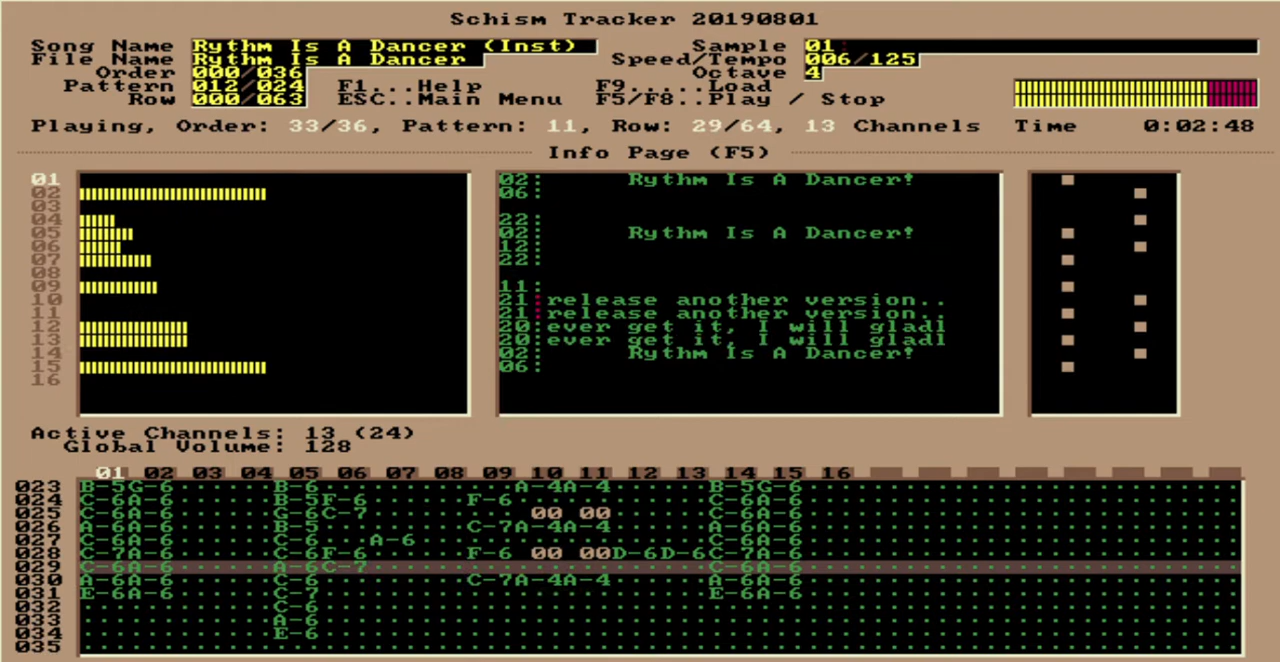 Schism Tracker 20190801
Song Name Rythm Is A Dancer (Inst) Sample 01:
File Name Rythm Is A Dancer Speed/Tempo 006/125
Order 000/036 Octave 4
Pattern 012/024 F1...Help F9....Load
Row 000/063 ESC..Main Menu F5/F8..Play / Stop
Playing, Order: 33/36, Pattern: 11, Row: 29/64, 13 Channels Time 0:02:48
Info Page (F5)
01 02: Rythm Is A Dancer!
02 06:
03
04 22:
05 02: Rythm Is A Dancer!
06 12:
07 22:
08
09 11:
10 21:release another version..
11 21:release another version..
12 20:ever get it, I will gladl
13 20:ever get it, I will gladl
14 02: Rythm Is A Dancer!
15 06:
16
Active Channels: 13 (24)
Global Volume: 128
01 02 03 04 05 06 07 08 09 10 11 12 13 14 15 16
023 B-5G-6 B-6 A-4A-4 B-5G-6
024 C-6A-6 B-5F-6 F-6 C-6A-6
025 C-6A-6 G-6C-7 00 00 C-6A-6
026 A-6A-6 B-5 C-7A-4A-4 A-6A-6
027 C-6A-6 C-6 A-6 C-6A-6
028 C-7A-6 C-6F-6 F-6 00 00D-6D-6C-7A-6
029 C-6A-6 A-6C-7 C-6A-6
030 A-6A-6 C-6 C-7A-4A-4 A-6A-6
031 E-6A-6 C-7 E-6A-6
032 C-6
033 A-6
034 E-6
035